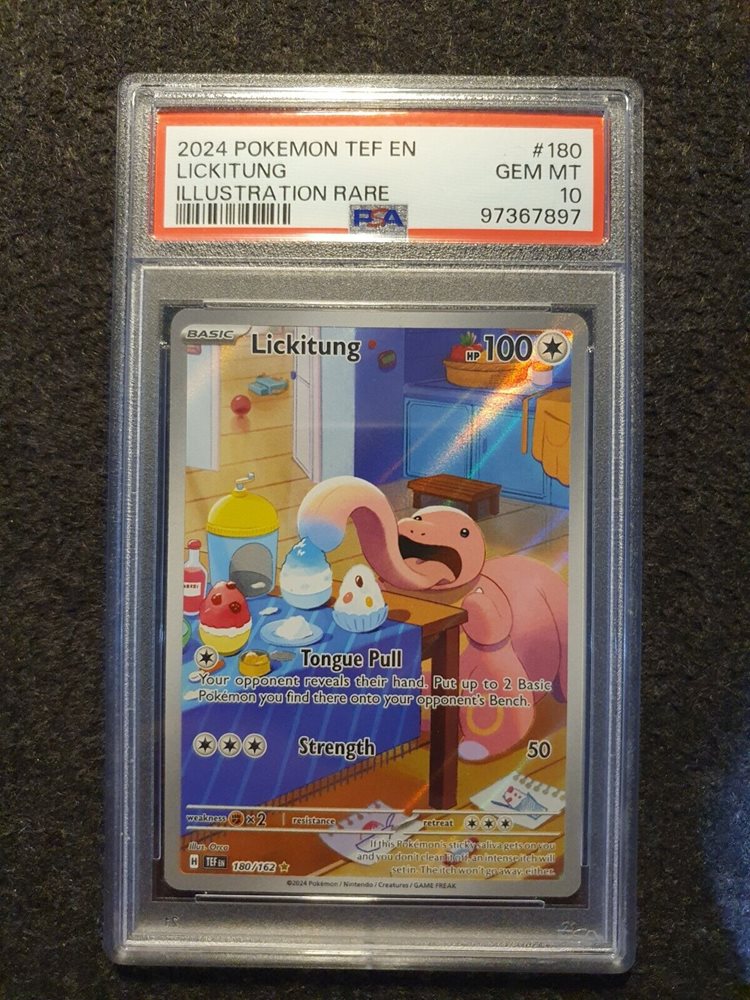 2024 POKEMON TEF EN #180
LICKITUNG GEM MT
ILLUSTRATION RARE 10
PSA 97367897
BASIC Lickitung HP 100
Tongue Pull
Your opponent reveals their hand. Put up to 2 Basic
Pokémon you find there onto your opponent's Bench.
Strength 50
weakness x2 resistance retreat
Illus. Orca
If this Pokémon's sticky saliva gets on you
and you don't clean it off, an intense itch will
set in. The itch won't go away, either.
H TEF EN 180/162
©2024 Pokémon / Nintendo / Creatures / GAME FREAK